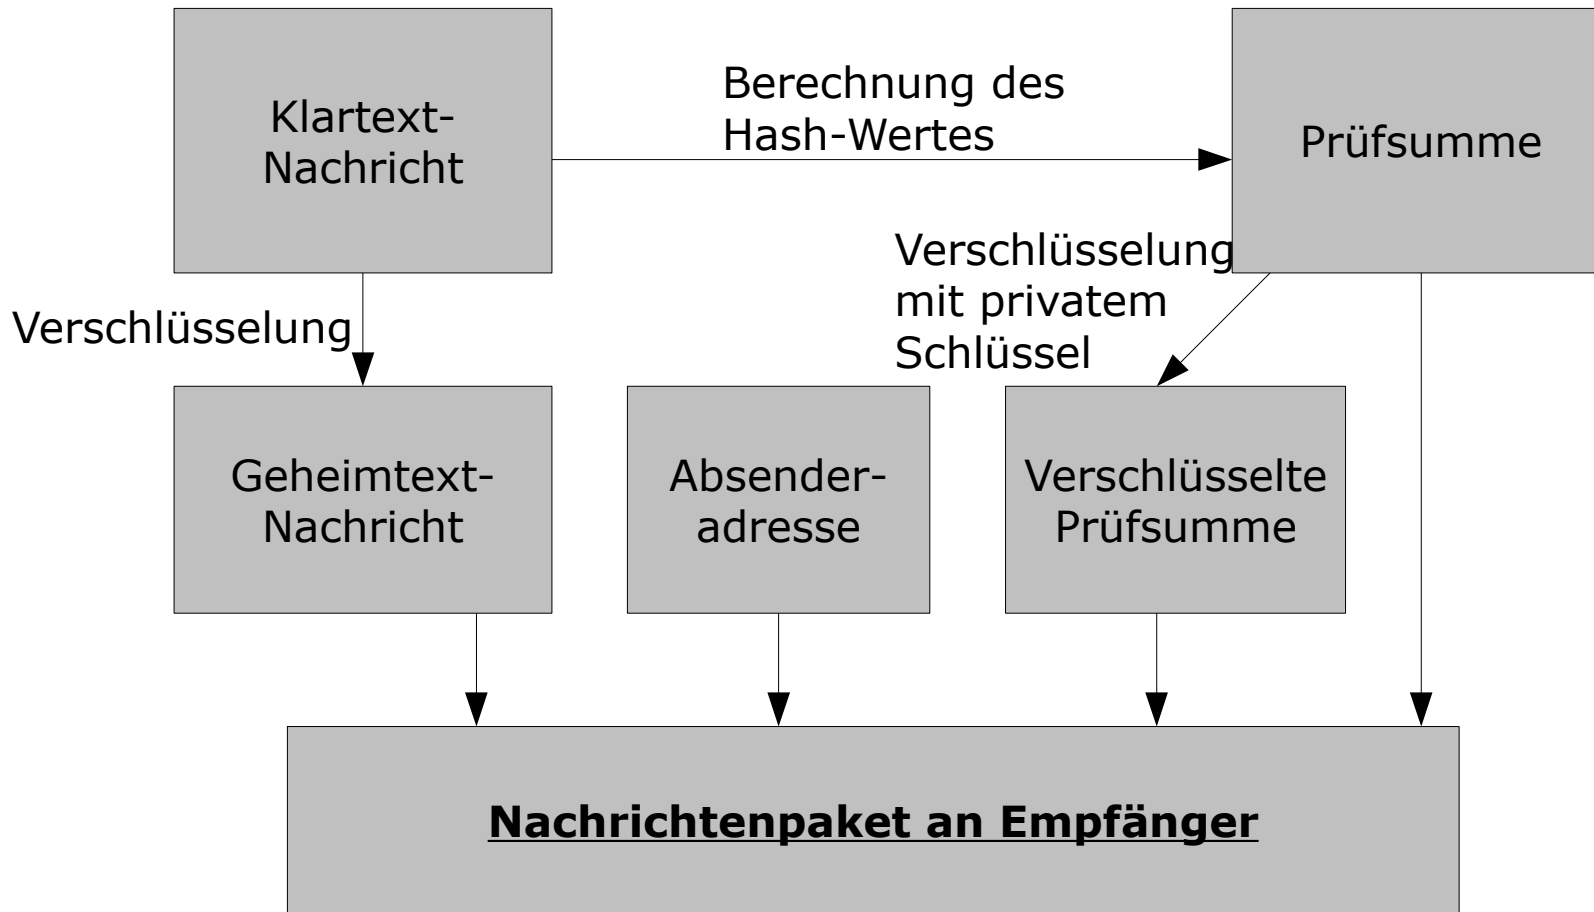 Klartext-
Nachricht
Berechnung des
Hash-Wertes
Prüfsumme
Verschlüsselung
Verschlüsselung
mit privatem
Schlüssel
Geheimtext-
Nachricht
Absender-
adresse
Verschlüsselte
Prüfsumme
Nachrichtenpaket an Empfänger